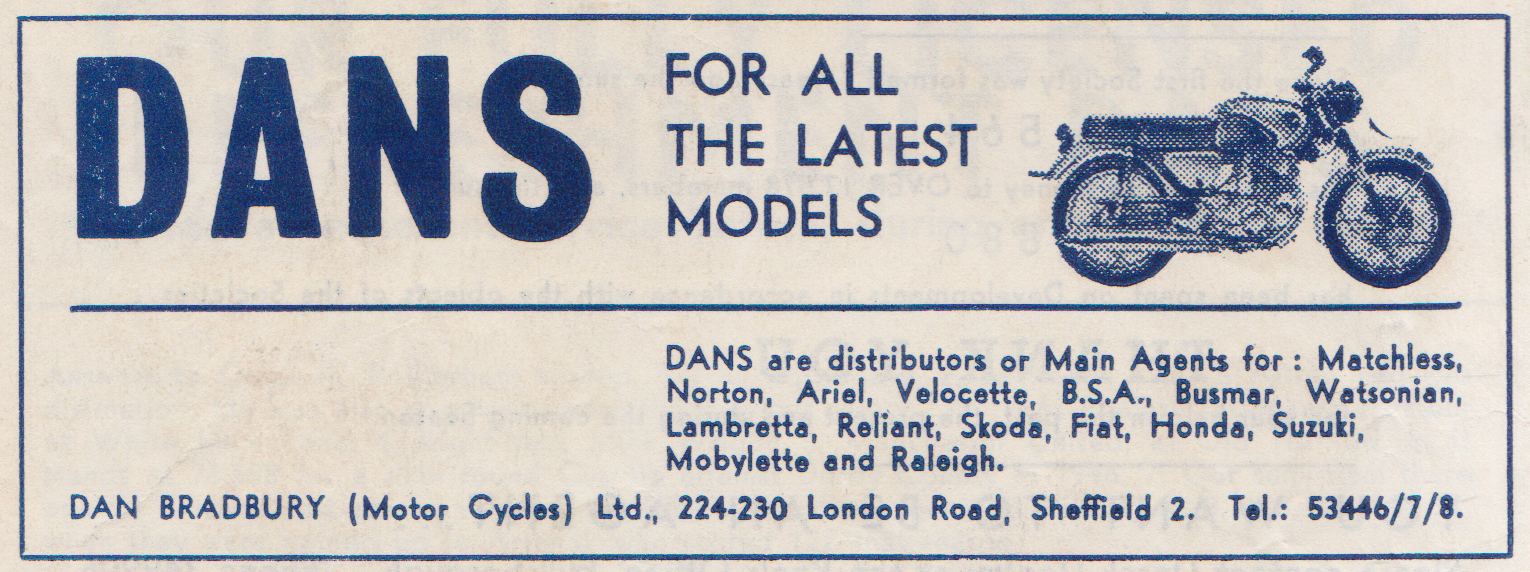 DANS
FOR ALL
THE LATEST
MODELS
DANS are distributors or Main Agents for : Matchless,
Norton, Ariel, Velocette, B.S.A., Busmar, Watsonian,
Lambretta, Reliant, Skoda, Fiat, Honda, Suzuki,
Mobylette and Raleigh.
DAN BRADBURY (Motor Cycles) Ltd., 224-230 London Road, Sheffield 2. Tel.: 53446/7/8.